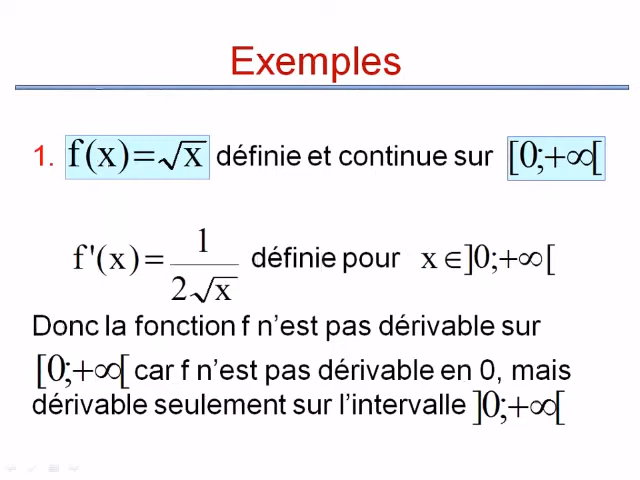 Exemples
1. f(x)=√x définie et continue sur [0;+∞[
f'(x)=1/(2√x) définie pour x∈]0;+∞[
Donc la fonction f n'est pas dérivable sur
[0;+∞[ car f n'est pas dérivable en 0, mais
dérivable seulement sur l'intervalle ]0;+∞[